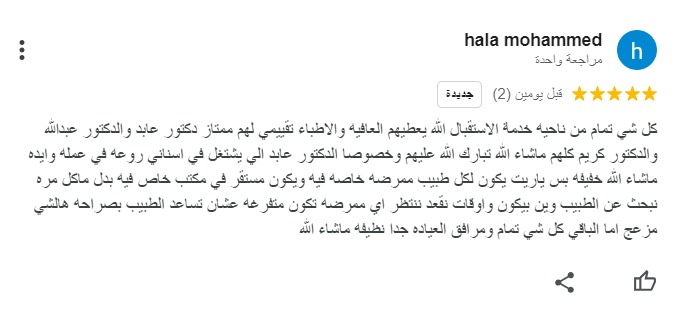 hala mohammed
h
مراجعة واحدة
قبل يومين (2) جديدة
كل شي تمام من ناحيه خدمة الاستقبال الله يعطيهم العافيه والاطباء تقييمي لهم ممتاز دكتور عابد والدكتور عبدالله
والدكتور كريم كلهم ماشاء الله تبارك الله عليهم وخصوصا الدكتور عابد الي يشتغل في اسناني روعه في عمله وايده
ماشاء الله خفيفه بس ياريت يكون لكل طبيب ممرضه خاصه فيه ويكون مستقر في مكتب خاص فيه بدل ماكل مره
نبحث عن الطبيب وين بيكون واوقات نقعد ننتظر اي ممرضه تكون متفرغه عشان تساعد الطبيب بصراحه هالشي
مزعج اما الباقي كل شي تمام ومرافق العياده جدا نظيفه ماشاء الله